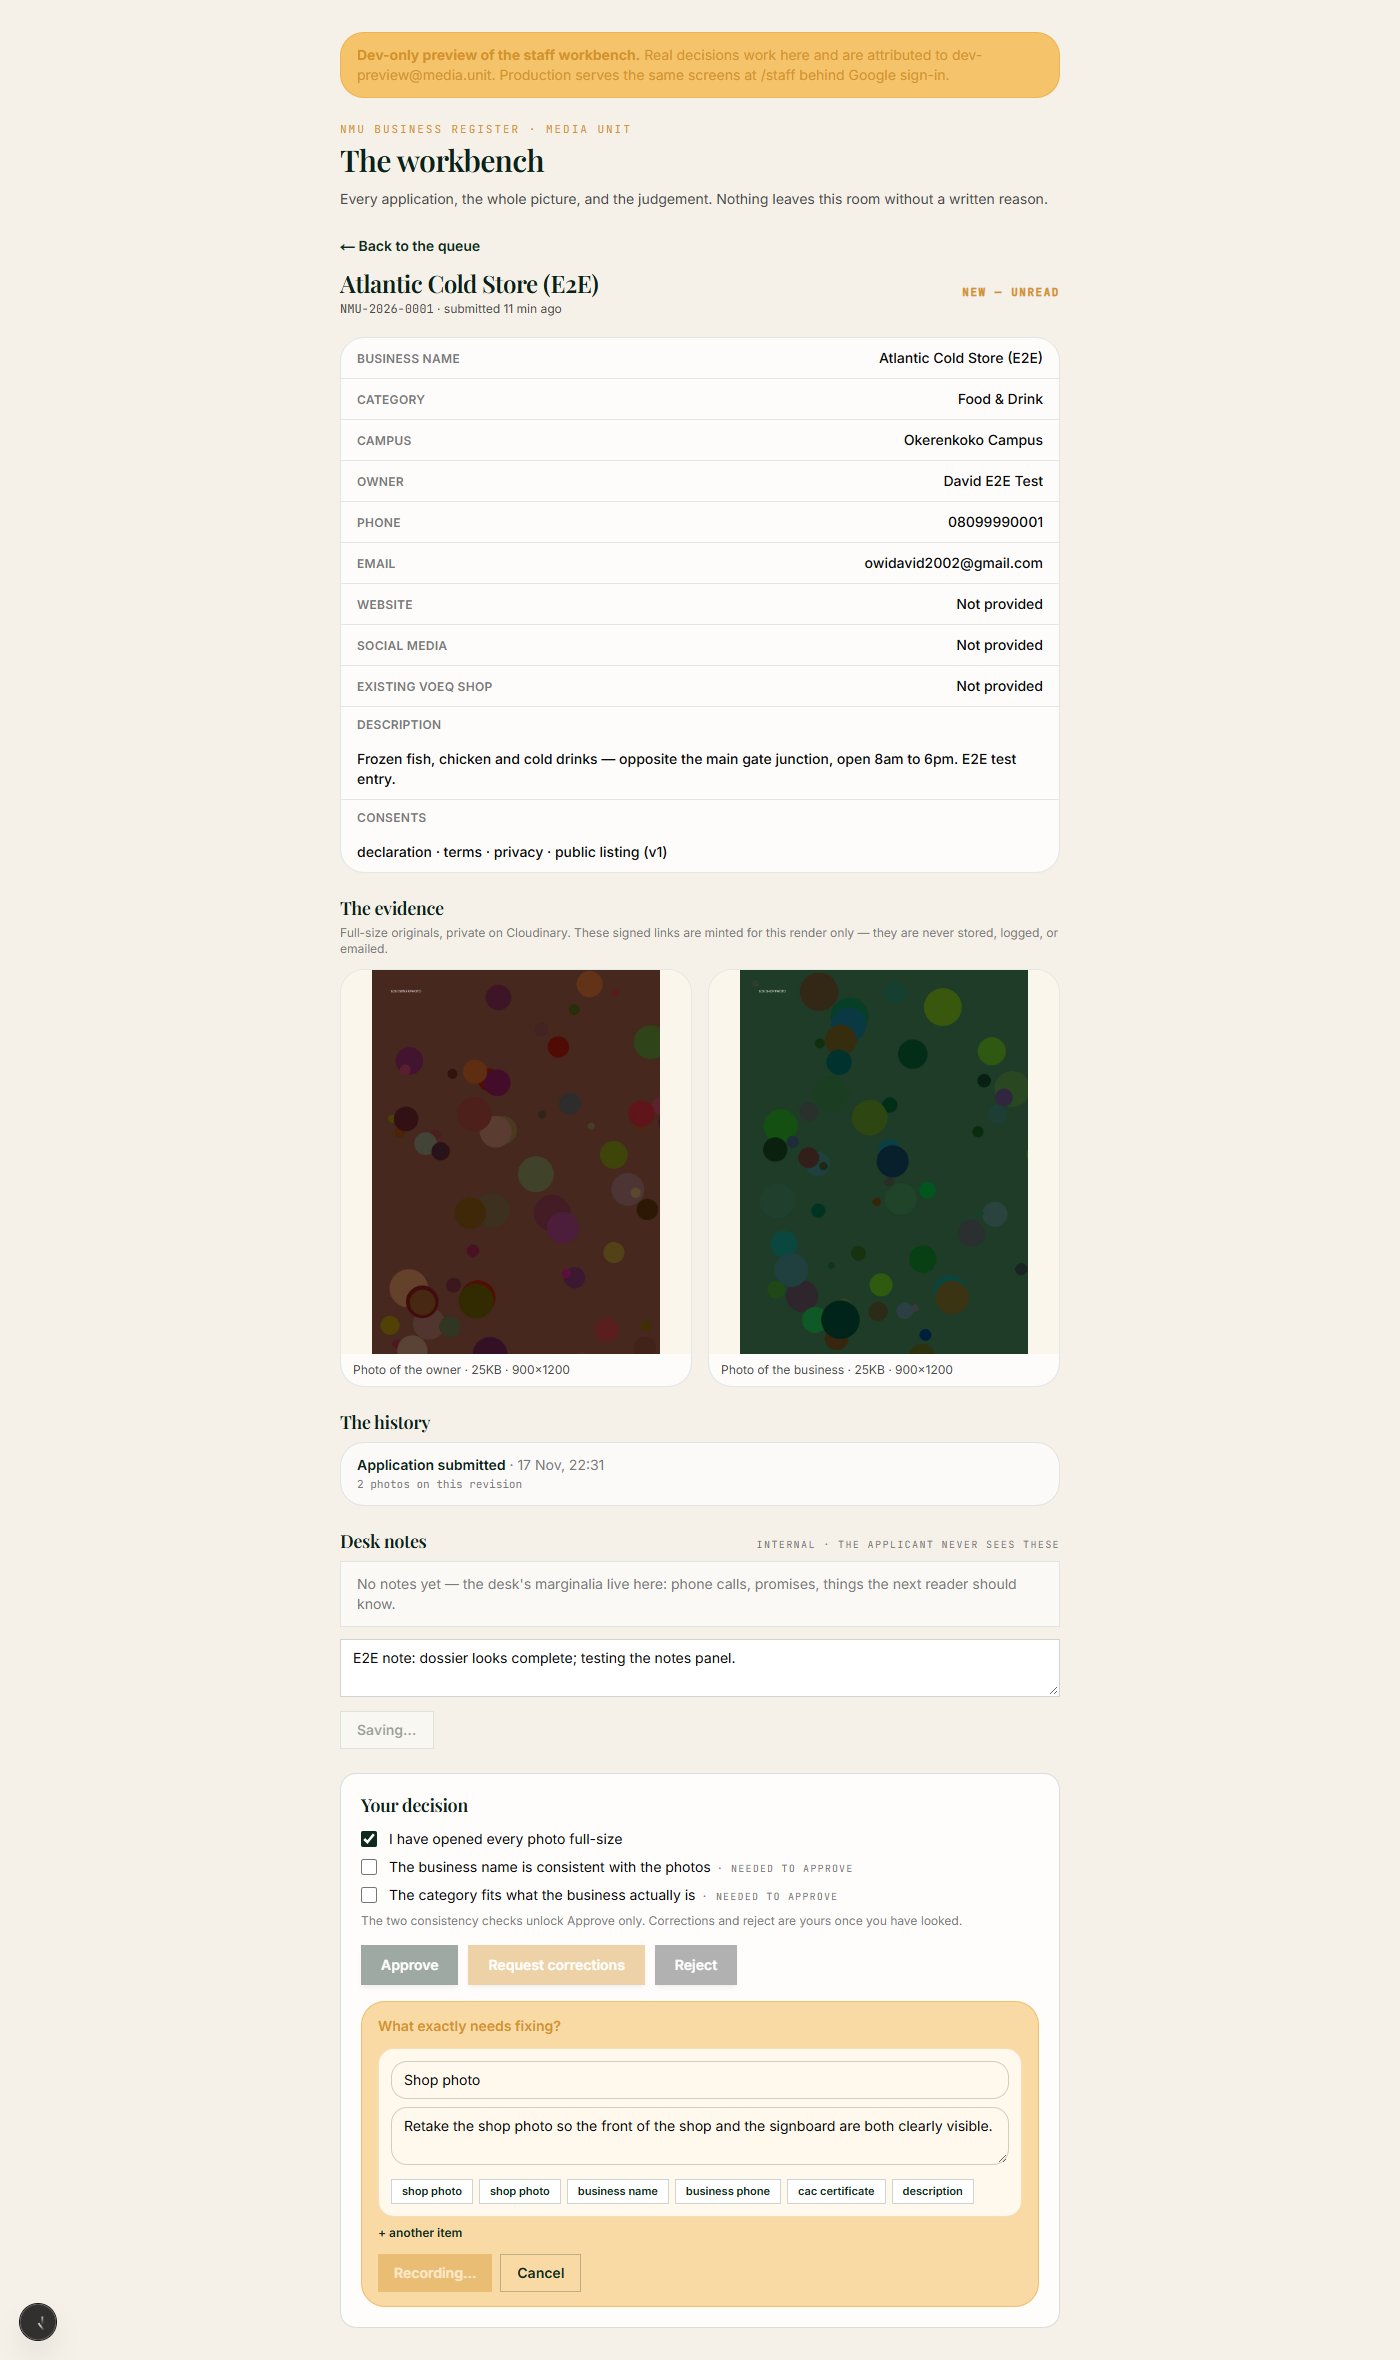 Dev-only preview of the staff workbench. Real decisions work here and are attributed to dev-
preview@media.unit. Production serves the same screens at /staff behind Google sign-in.
NMU BUSINESS REGISTER · MEDIA UNIT
The workbench
Every application, the whole picture, and the judgement. Nothing leaves this room without a written reason.
← Back to the queue
Atlantic Cold Store (E2E)
NEW — UNREAD
NMU-2026-0001 · submitted 11 min ago
BUSINESS NAME Atlantic Cold Store (E2E)
CATEGORY Food & Drink
CAMPUS Okerenkoko Campus
OWNER David E2E Test
PHONE 08099990001
EMAIL owidavid2002@gmail.com
WEBSITE Not provided
SOCIAL MEDIA Not provided
EXISTING VOEQ SHOP Not provided
DESCRIPTION
Frozen fish, chicken and cold drinks — opposite the main gate junction, open 8am to 6pm. E2E test
entry.
CONSENTS
declaration · terms · privacy · public listing (v1)
The evidence
Full-size originals, private on Cloudinary. These signed links are minted for this render only — they are never stored, logged, or
emailed.
Photo of the owner · 25KB · 900×1200
Photo of the business · 25KB · 900×1200
The history
Application submitted · 17 Nov, 22:31
2 photos on this revision
Desk notes
INTERNAL · THE APPLICANT NEVER SEES THESE
No notes yet — the desk's marginalia live here: phone calls, promises, things the next reader should
know.
E2E note: dossier looks complete; testing the notes panel.
Saving...
Your decision
I have opened every photo full-size
The business name is consistent with the photos · NEEDED TO APPROVE
The category fits what the business actually is · NEEDED TO APPROVE
The two consistency checks unlock Approve only. Corrections and reject are yours once you have looked.
Approve Request corrections Reject
What exactly needs fixing?
Shop photo
Retake the shop photo so the front of the shop and the signboard are both clearly visible.
shop photo shop photo business name business phone cac certificate description
+ another item
Recording... Cancel